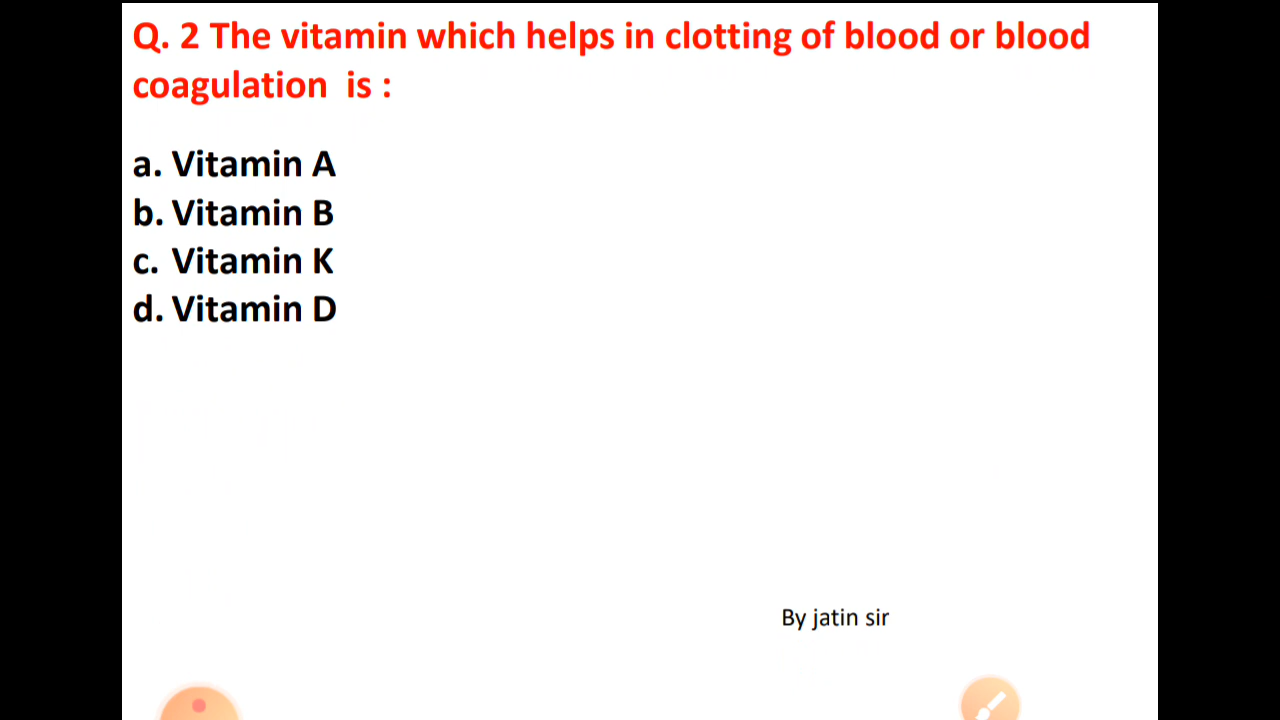 Q. 2 The vitamin which helps in clotting of blood or blood
coagulation is :
a. Vitamin A
b. Vitamin B
c. Vitamin K
d. Vitamin D
By jatin sir